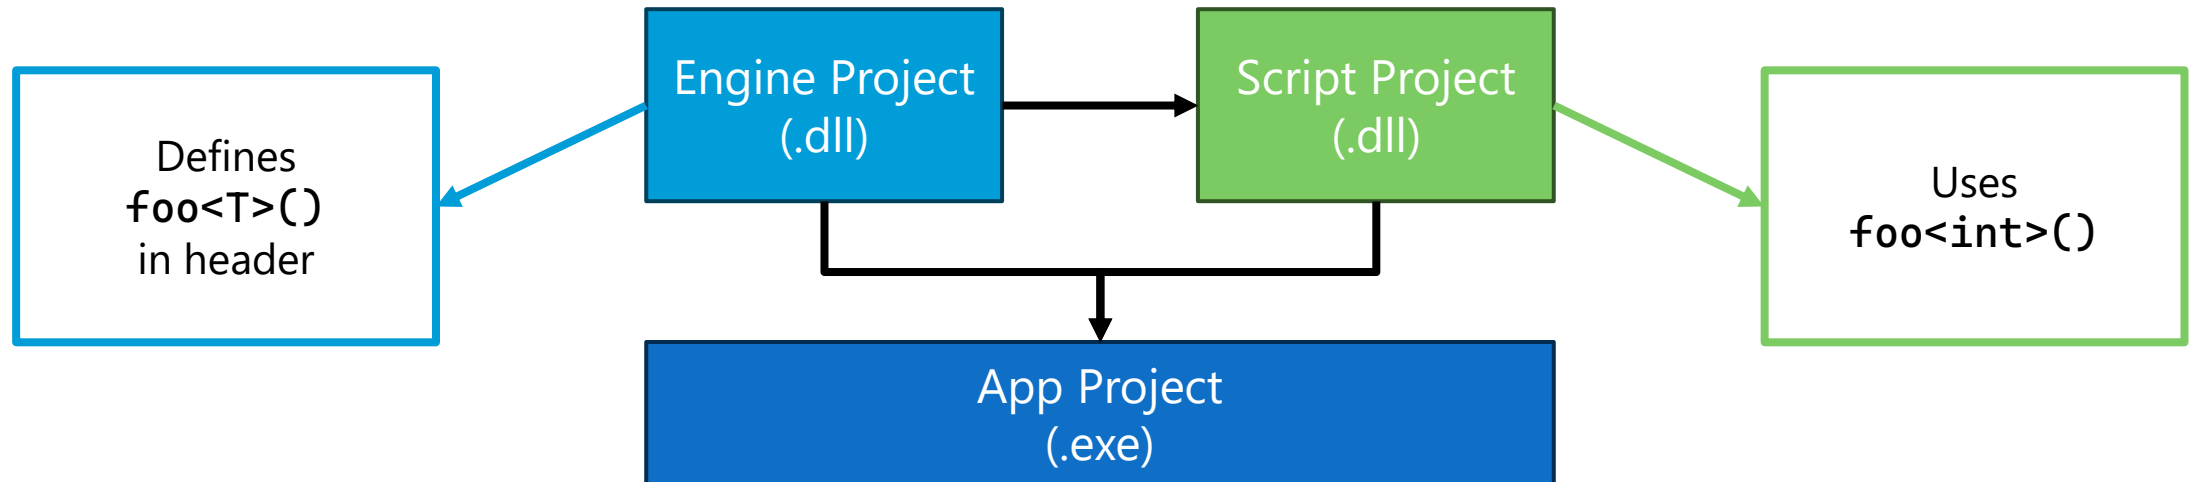 Engine Project
(.dll)
Script Project
(.dll)
Defines
foo<T>()
in header
Uses
foo<int>()
App Project
(.exe)